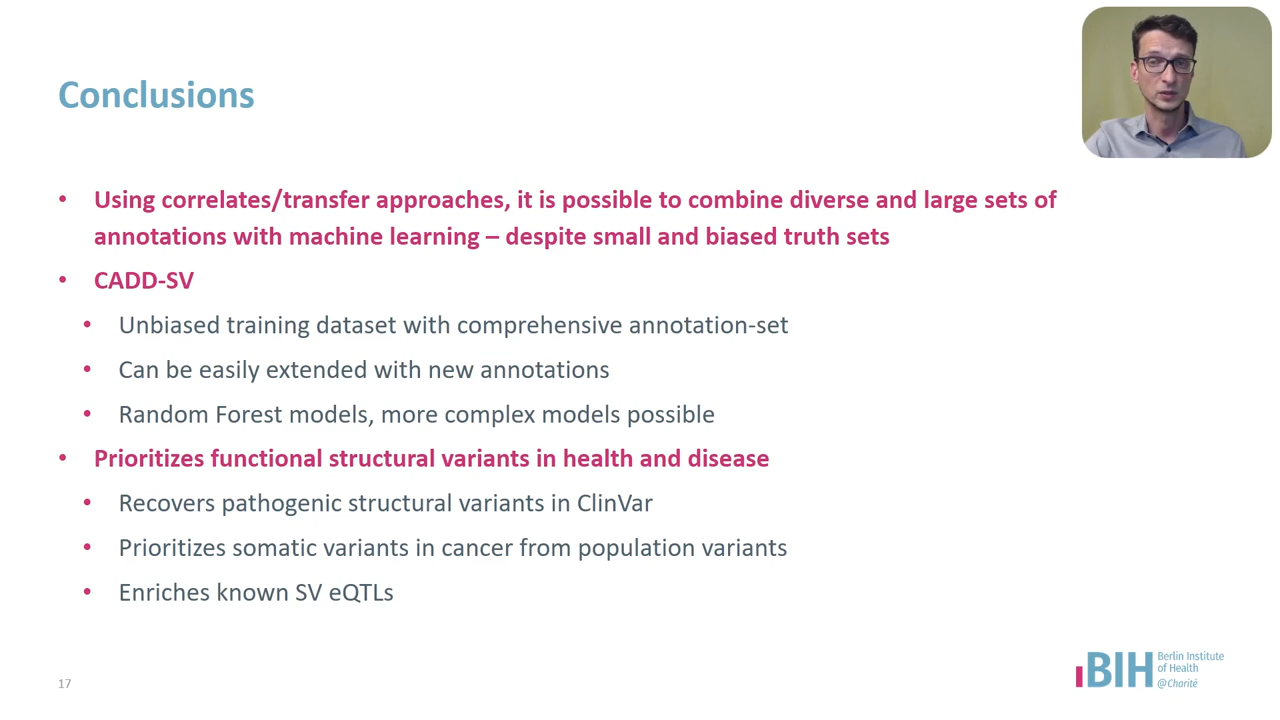 Conclusions
• Using correlates/transfer approaches, it is possible to combine diverse and large sets of
annotations with machine learning – despite small and biased truth sets
• CADD-SV
• Unbiased training dataset with comprehensive annotation-set
• Can be easily extended with new annotations
• Random Forest models, more complex models possible
• Prioritizes functional structural variants in health and disease
• Recovers pathogenic structural variants in ClinVar
• Prioritizes somatic variants in cancer from population variants
• Enriches known SV eQTLs
17
BIH
Berlin Institute
of Health
@Charité